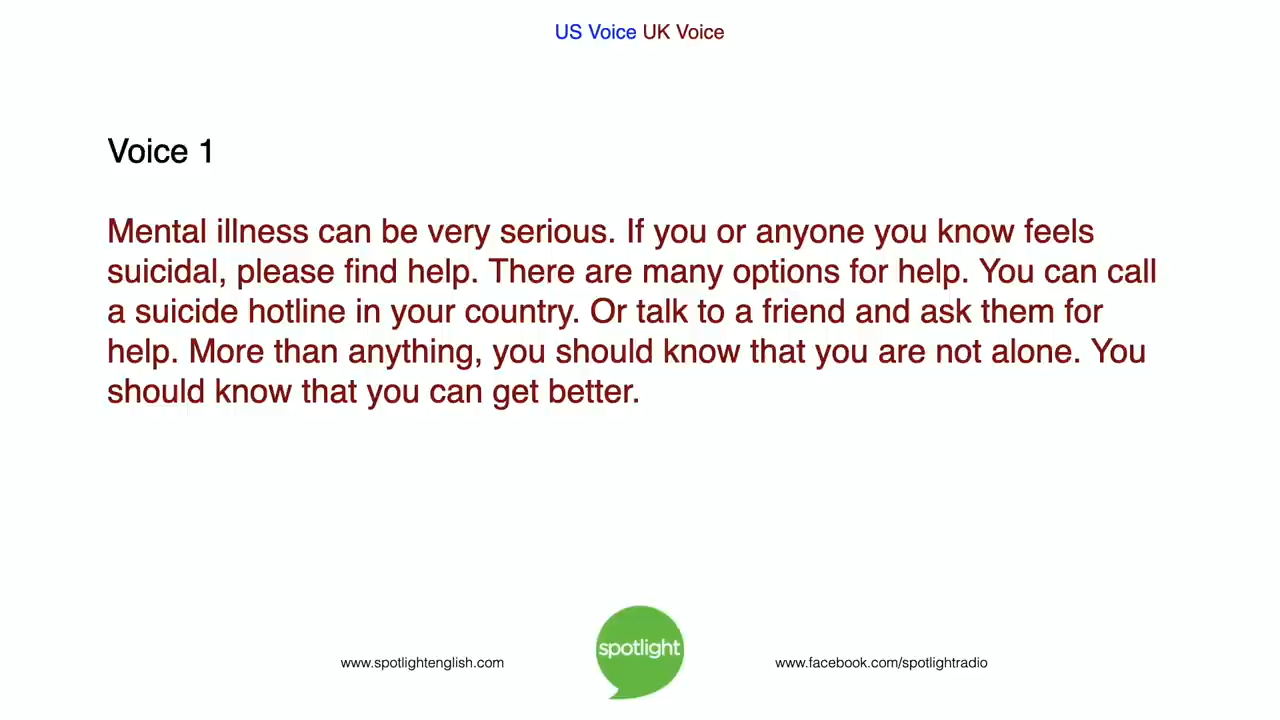 US Voice UK Voice
Voice 1
Mental illness can be very serious. If you or anyone you know feels
suicidal, please find help. There are many options for help. You can call
a suicide hotline in your country. Or talk to a friend and ask them for
help. More than anything, you should know that you are not alone. You
should know that you can get better.
spotlight
www.spotlightenglish.com
www.facebook.com/spotlightradio